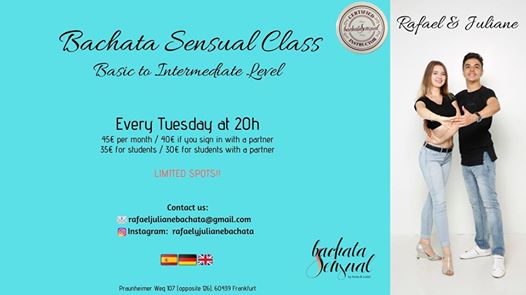 Bachata Sensual Class
Basic to Intermediate Level
CERTIFIED
INSTRUCTOR
Rafael & Juliane
Every Tuesday at 20h
45€ per month / 40€ if you sign in with a partner
35€ for students / 30€ for students with a partner
LIMITED SPOTS!!
Contact us:
rafaeljulianebachata@gmail.com
Instagram: rafaelyjulianebachata
bachata
Sensual
Praunheimer Weg 107 (opposite 126), 60439 Frankfurt